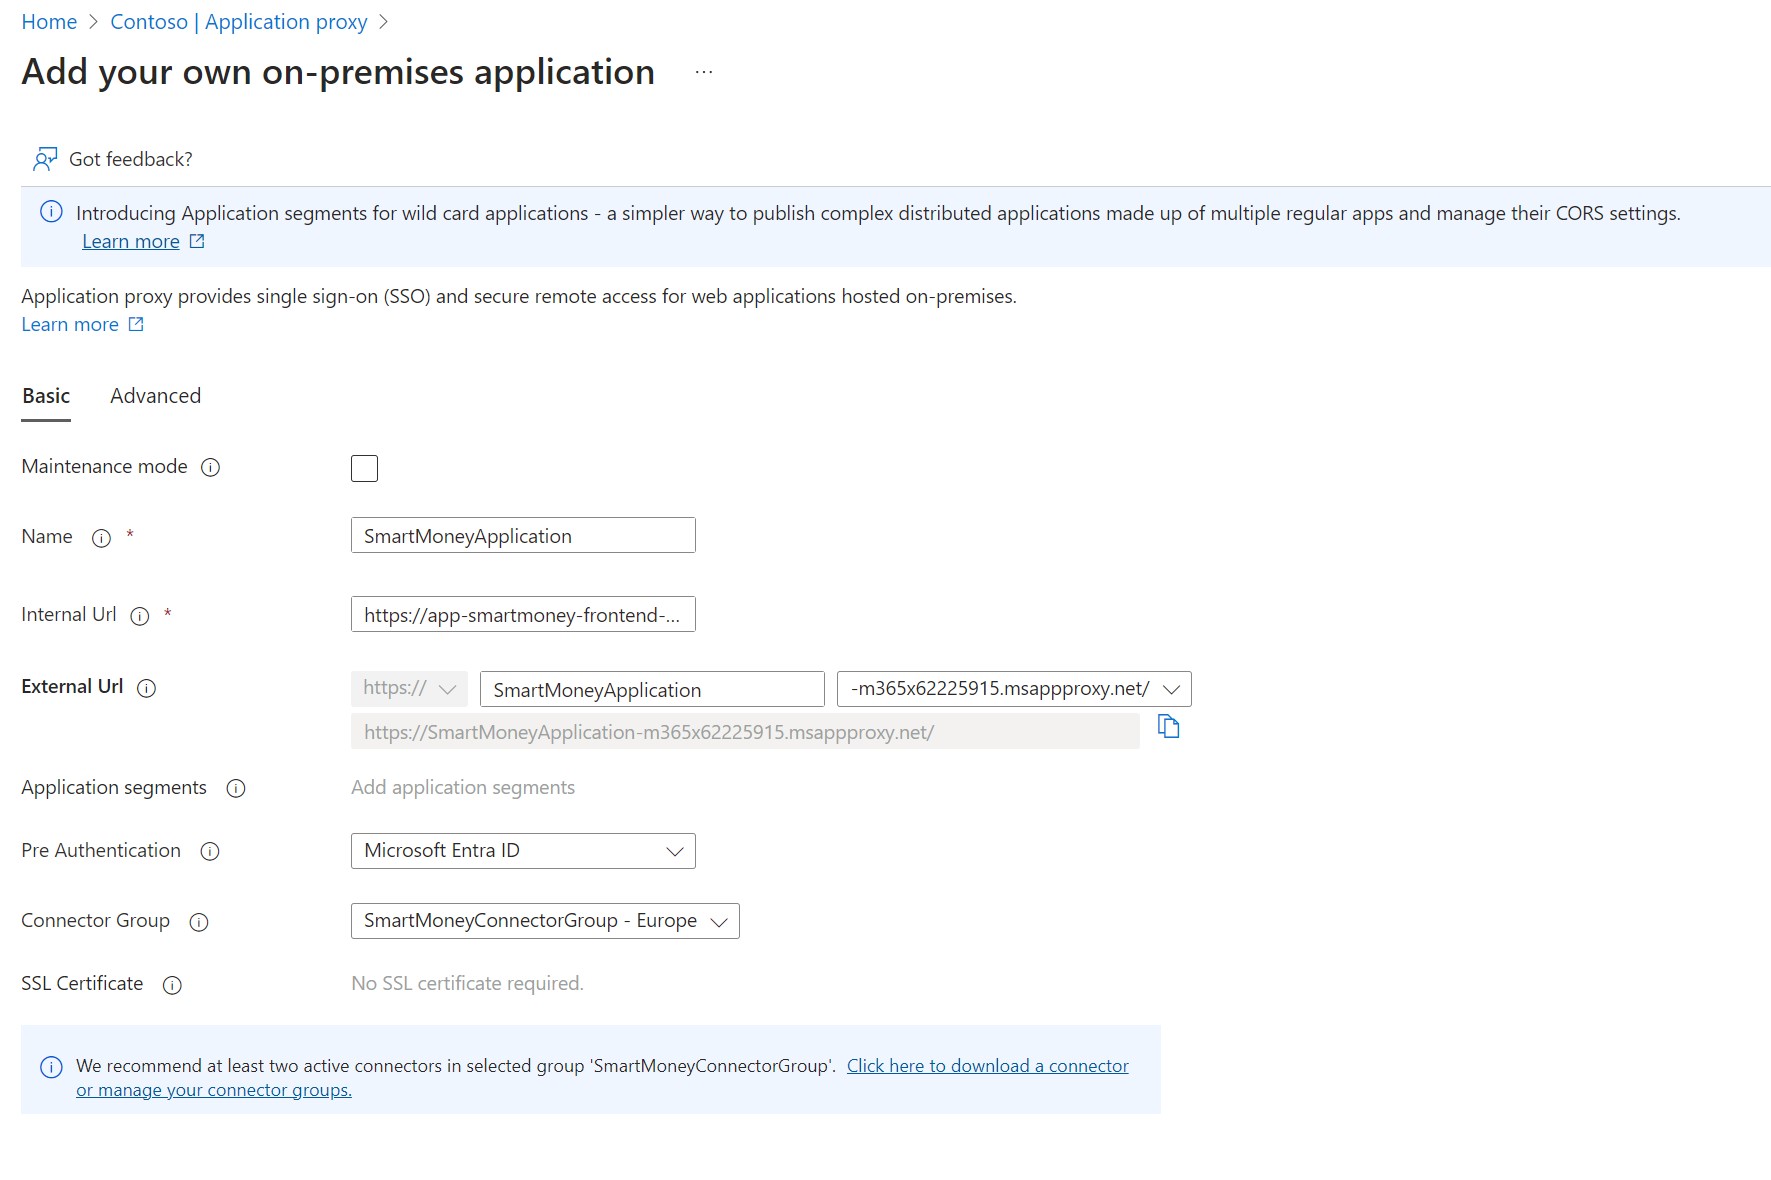 Home > Contoso | Application proxy >
Add your own on-premises application ...
Got feedback?
Introducing Application segments for wild card applications - a simpler way to publish complex distributed applications made up of multiple regular apps and manage their CORS settings.
Learn more
Application proxy provides single sign-on (SSO) and secure remote access for web applications hosted on-premises.
Learn more
Basic Advanced
Maintenance mode
Name * SmartMoneyApplication
Internal Url * https://app-smartmoney-frontend-...
External Url https:// SmartMoneyApplication -m365x62225915.msappproxy.net/
https://SmartMoneyApplication-m365x62225915.msappproxy.net/
Application segments Add application segments
Pre Authentication Microsoft Entra ID
Connector Group SmartMoneyConnectorGroup - Europe
SSL Certificate No SSL certificate required.
We recommend at least two active connectors in selected group 'SmartMoneyConnectorGroup'. Click here to download a connector
or manage your connector groups.